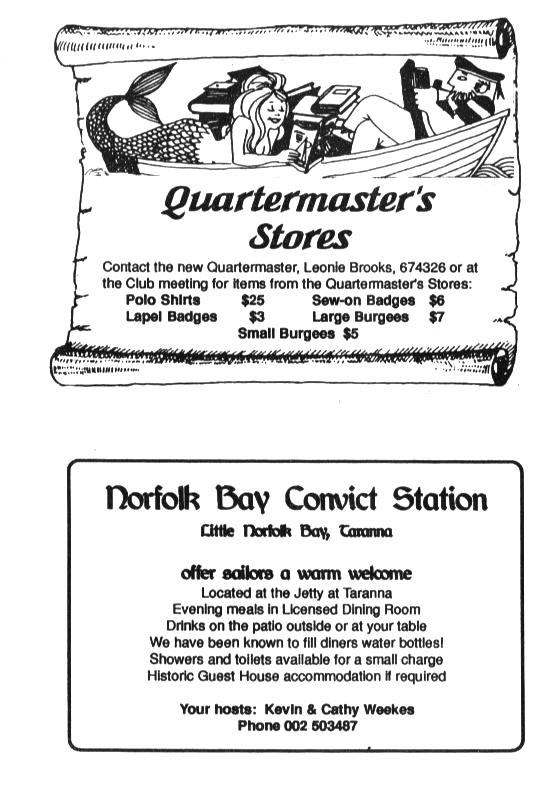 Quartermaster's
Stores
Contact the new Quartermaster, Leonie Brooks, 674326 or at
the Club meeting for items from the Quartermaster's Stores:
Polo Shirts $25 Sew-on Badges $6
Lapel Badges $3 Large Burgees $7
Small Burgees $5
Norfolk Bay Convict Station
Little Norfolk Bay, Taranna
offer sailors a warm welcome
Located at the Jetty at Taranna
Evening meals in Licensed Dining Room
Drinks on the patio outside or at your table
We have been known to fill diners water bottles!
Showers and toilets available for a small charge
Historic Guest House accommodation if required
Your hosts: Kevin & Cathy Weekes
Phone 002 503487